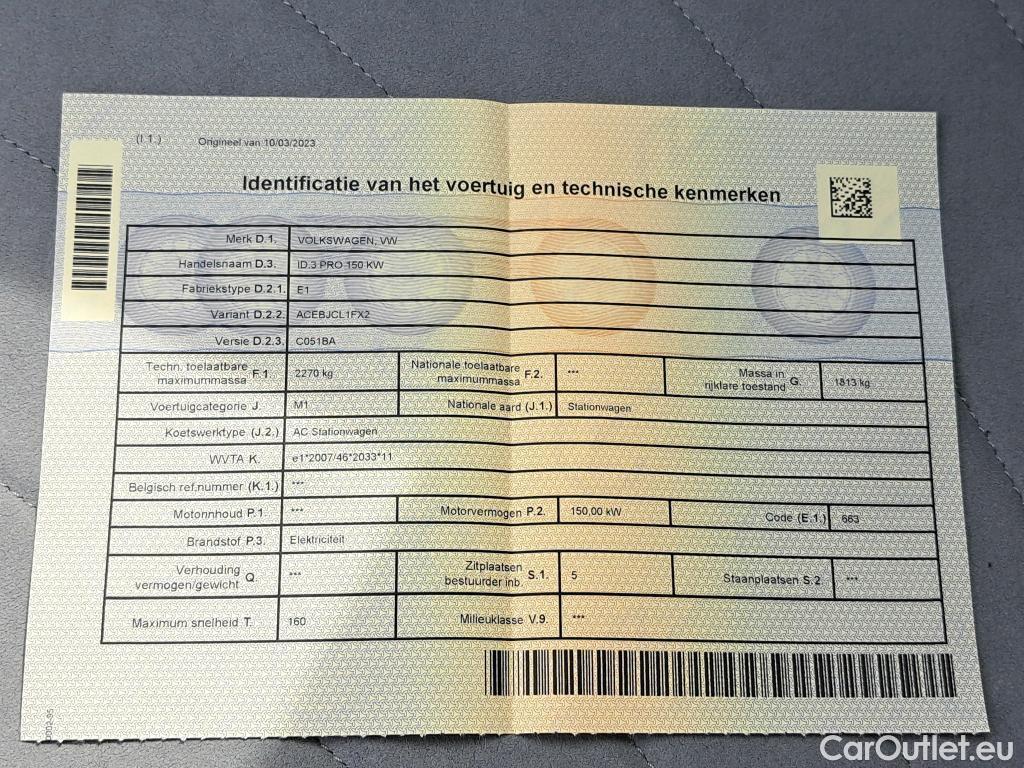 (I.1.) Origineel van 10/03/2023
Identificatie van het voertuig en technische kenmerken
Merk D.1. VOLKSWAGEN, VW
Handelsnaam D.3. ID.3 PRO 150 KW
Fabriekstype D.2.1. E1
Variant D.2.2. ACEBJCL1FX2
Versie D.2.3. C051BA
Techn. toelaatbare maximummassa F.1. 2270 kg Nationale toelaatbare maximummassa F.2. *** Massa in rijklare toestand G. 1813 kg
Voertuigcategorie J. M1 Nationale aard (J.1.) Stationwagen
Koetswerktype (J.2.) AC Stationwagen
WVTA K. e1*2007/46*2033*11
Belgisch ref.nummer (K.1.) ***
Motorinhoud P.1. *** Motorvermogen P.2. 150,00 kW Code (E.1.) 663
Brandstof P.3. Elektriciteit
Verhouding vermogen/gewicht Q. *** Zitplaatsen bestuurder inb. S.1. 5 Staanplaatsen S.2. ***
Maximum snelheid T. 160 Milieuklasse V.9. ***
CarOutlet.eu